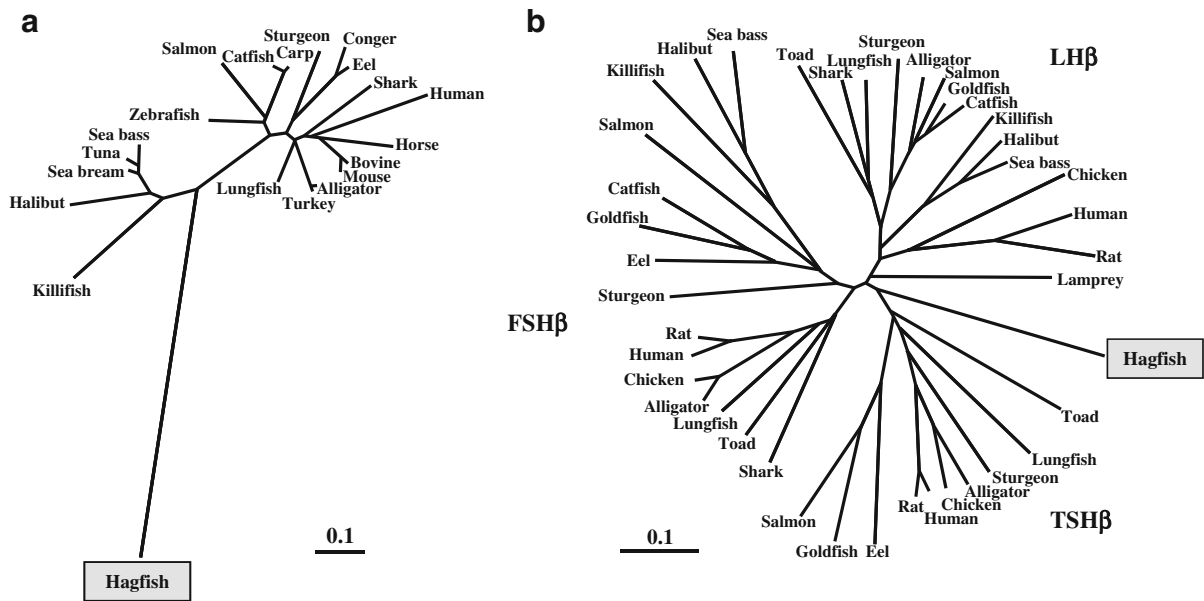 a
Salmon
Catfish
Sturgeon
Carp
Conger
Eel
Shark
Human
Zebrafish
Sea bass
Tuna
Sea bream
Halibut
Killifish
Lungfish
Turkey
Alligator
Mouse
Bovine
Horse
Hagfish
0.1
b
Sea bass
Halibut
Killifish
Salmon
Catfish
Goldfish
Eel
Sturgeon
FSHβ
Rat
Human
Chicken
Alligator
Lungfish
Toad
Shark
Toad
Shark
Lungfish
Sturgeon
Alligator
Salmon
Goldfish
Catfish
Killifish
Halibut
Sea bass
Chicken
Human
Rat
Lamprey
LHβ
Hagfish
Toad
Lungfish
Sturgeon
Alligator
Chicken
Human
Rat
TSHβ
Eel
Goldfish
Salmon
0.1